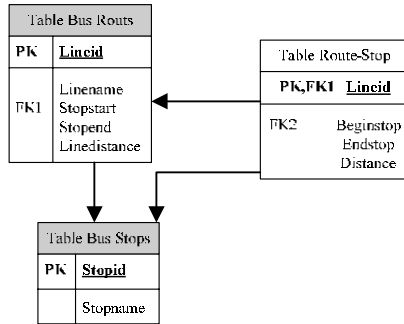 Table Bus Routs
PK Lineid
FK1
Linename
Stopstart
Stopend
Linedistance
Table Route-Stop
PK,FK1 Lineid
FK2
Beginstop
Endstop
Distance
Table Bus Stops
PK Stopid
Stopname